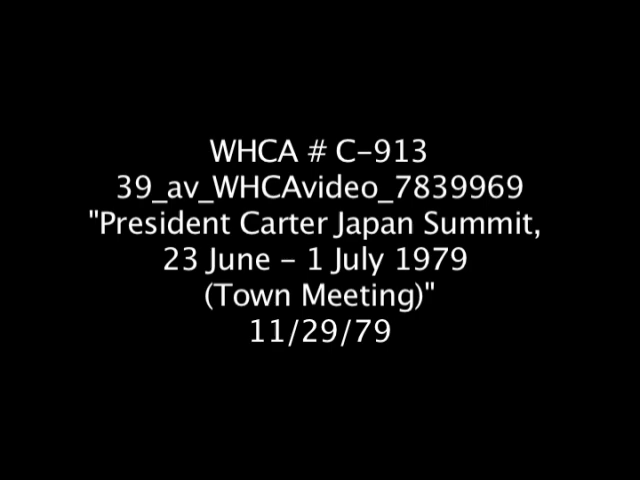 WHCA # C-913
39_av_WHCAvideo_7839969
"President Carter Japan Summit,
23 June - 1 July 1979
(Town Meeting)"
11/29/79